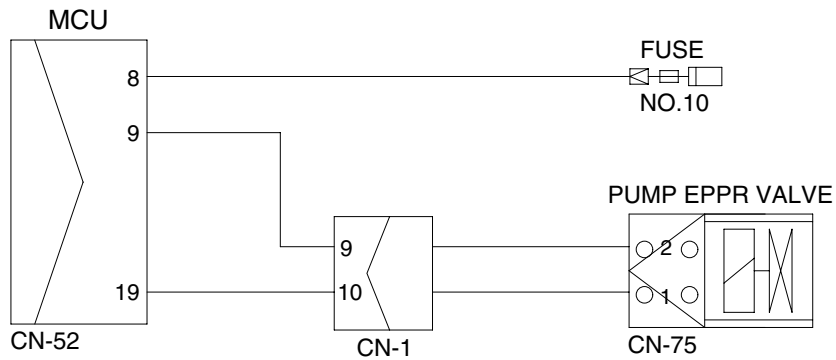 MCU
FUSE
8
NO.10
9
PUMP EPPR VALVE
9
2
19
10
1
CN-52
CN-1
CN-75